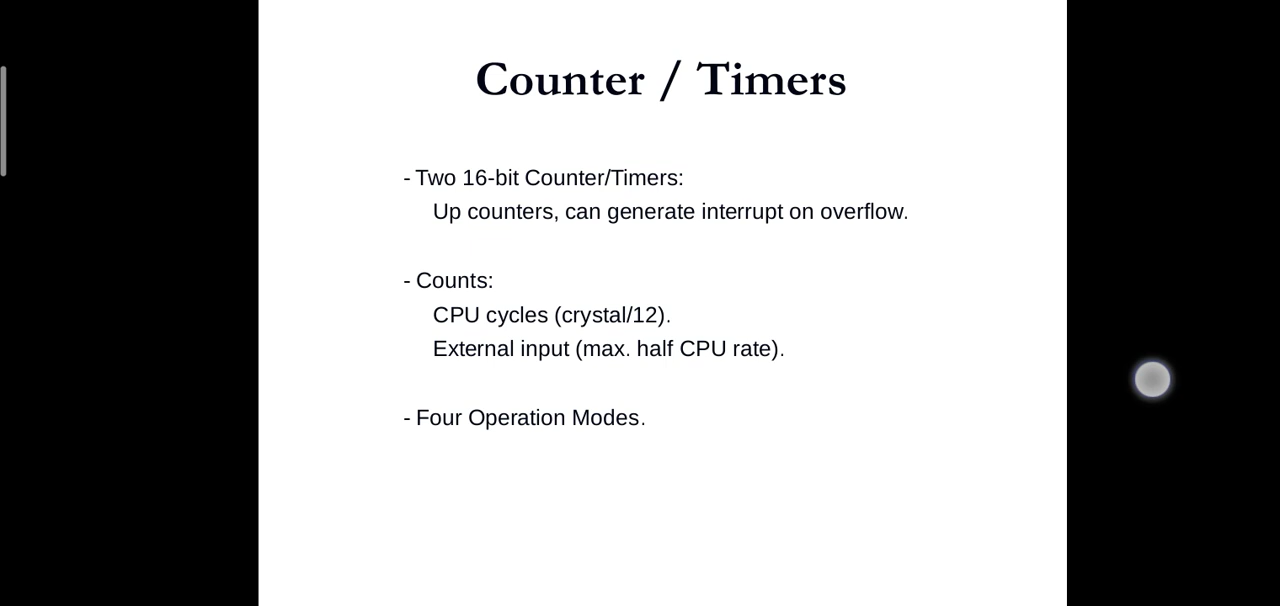 Counter / Timers
- Two 16-bit Counter/Timers:
Up counters, can generate interrupt on overflow.
- Counts:
CPU cycles (crystal/12).
External input (max. half CPU rate).
- Four Operation Modes.